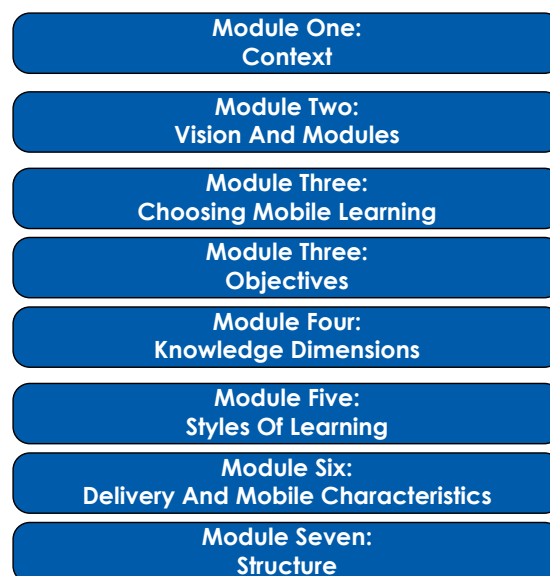 Module One:
Context
Module Two:
Vision And Modules
Module Three:
Choosing Mobile Learning
Module Three:
Objectives
Module Four:
Knowledge Dimensions
Module Five:
Styles Of Learning
Module Six:
Delivery And Mobile Characteristics
Module Seven:
Structure